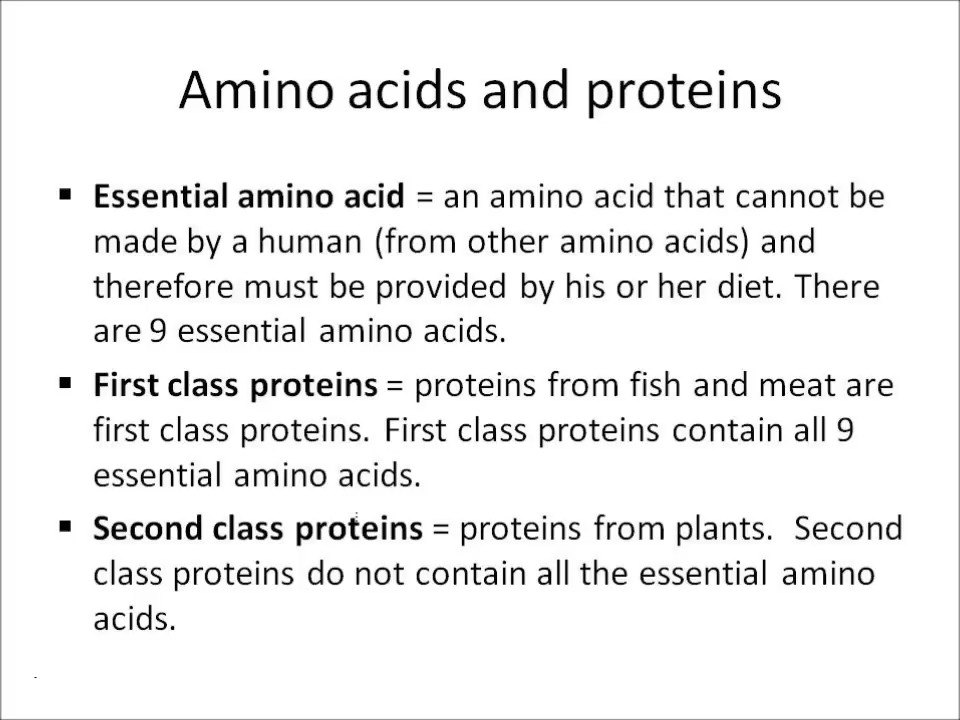 Amino acids and proteins
▪ Essential amino acid = an amino acid that cannot be
made by a human (from other amino acids) and
therefore must be provided by his or her diet. There
are 9 essential amino acids.
▪ First class proteins = proteins from fish and meat are
first class proteins. First class proteins contain all 9
essential amino acids.
▪ Second class proteins = proteins from plants. Second
class proteins do not contain all the essential amino
acids.